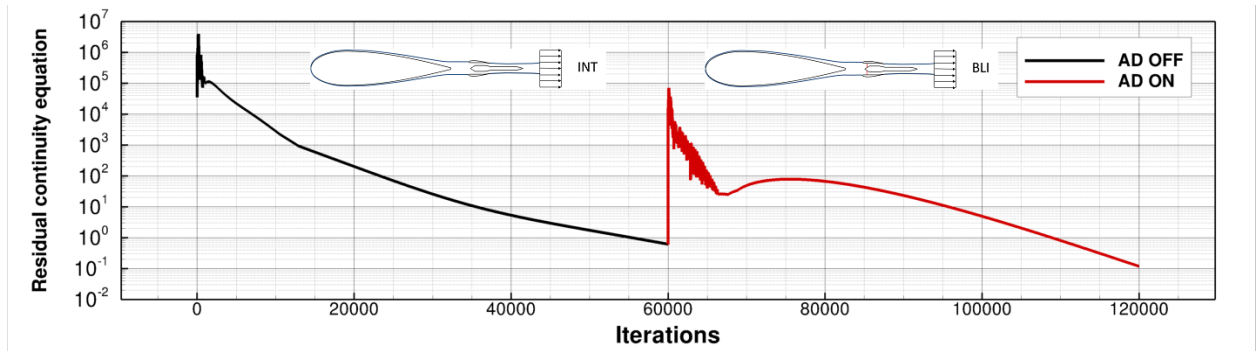 Residual continuity equation
10^7
10^6
10^5
10^4
10^3
10^2
10^1
10^0
10^-1
10^-2
INT
BLI
AD OFF
AD ON
0 20000 40000 60000 80000 100000 120000
Iterations